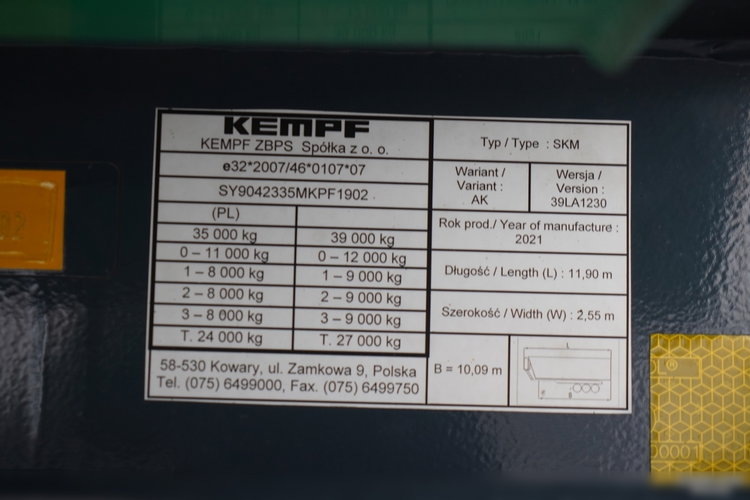 KEMPF
KEMPF ZBPS Spółka z o. o.
e32*2007/46*0107*07
SY9042335MKPF1902
(PL)
35 000 kg 39 000 kg
0 – 11 000 kg 0 – 12 000 kg
1 – 8 000 kg 1 – 9 000 kg
2 – 8 000 kg 2 – 9 000 kg
3 – 8 000 kg 3 – 9 000 kg
T. 24 000 kg T. 27 000 kg
58-530 Kowary, ul. Zamkowa 9, Polska
Tel. (075) 6499000, Fax. (075) 6499750
Typ / Type : SKM
Wariant /
Variant :
AK
Wersja /
Version :
39LA1230
Rok prod./ Year of manufacture :
2021
Długość / Length (L) : 11,90 m
Szerokość / Width (W) : 2,55 m
B = 10,09 m
L
B
02
00001